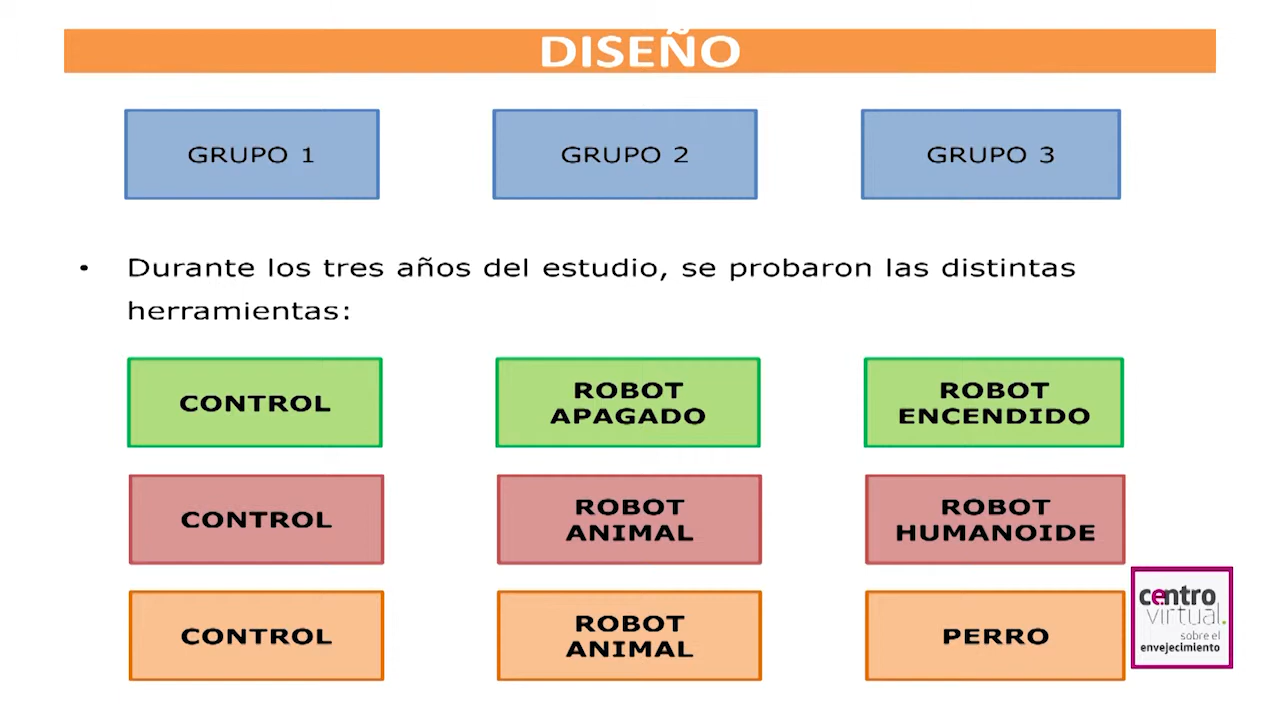 DISEÑO
GRUPO 1
GRUPO 2
GRUPO 3
• Durante los tres años del estudio, se probaron las distintas
herramientas:
CONTROL
ROBOT
APAGADO
ROBOT
ENCENDIDO
CONTROL
ROBOT
ANIMAL
ROBOT
HUMANOIDE
CONTROL
ROBOT
ANIMAL
PERRO
centro
virtual.
sobre el
envejecimiento